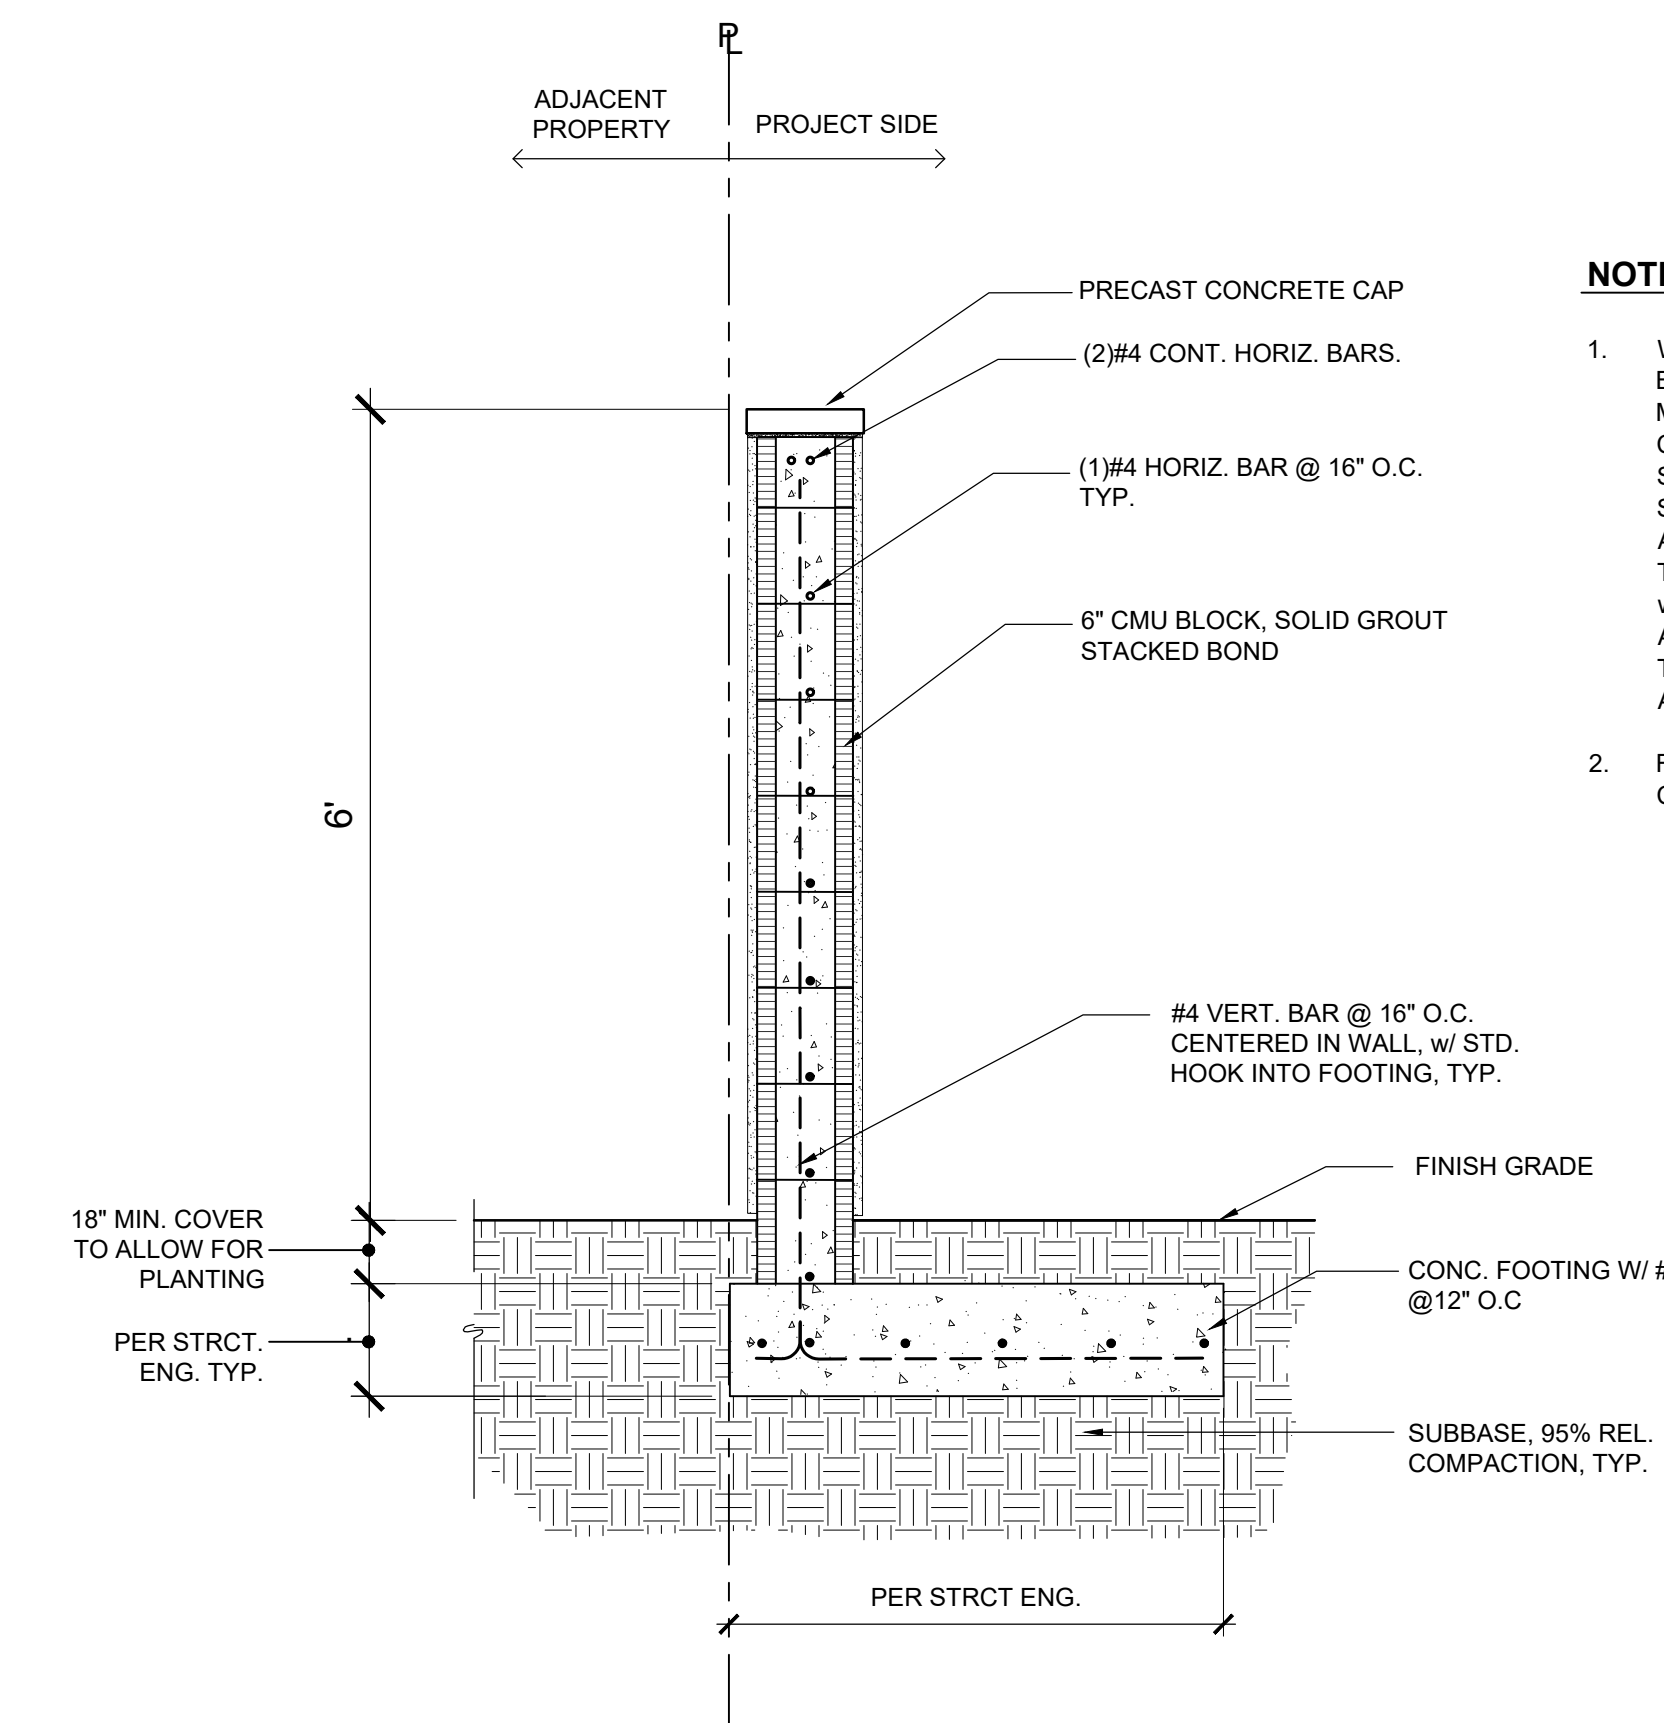 PL
ADJACENT
PROPERTY
PROJECT SIDE
PRECAST CONCRETE CAP
(2)#4 CONT. HORIZ. BARS.
(1)#4 HORIZ. BAR @ 16" O.C.
TYP.
6" CMU BLOCK, SOLID GROUT
STACKED BOND
6'
#4 VERT. BAR @ 16" O.C.
CENTERED IN WALL, w/ STD.
HOOK INTO FOOTING, TYP.
FINISH GRADE
18" MIN. COVER
TO ALLOW FOR
PLANTING
CONC. FOOTING W/ #
@12" O.C
PER STRCT.
ENG. TYP.
SUBBASE, 95% REL.
COMPACTION, TYP.
PER STRCT ENG.
1.
2.